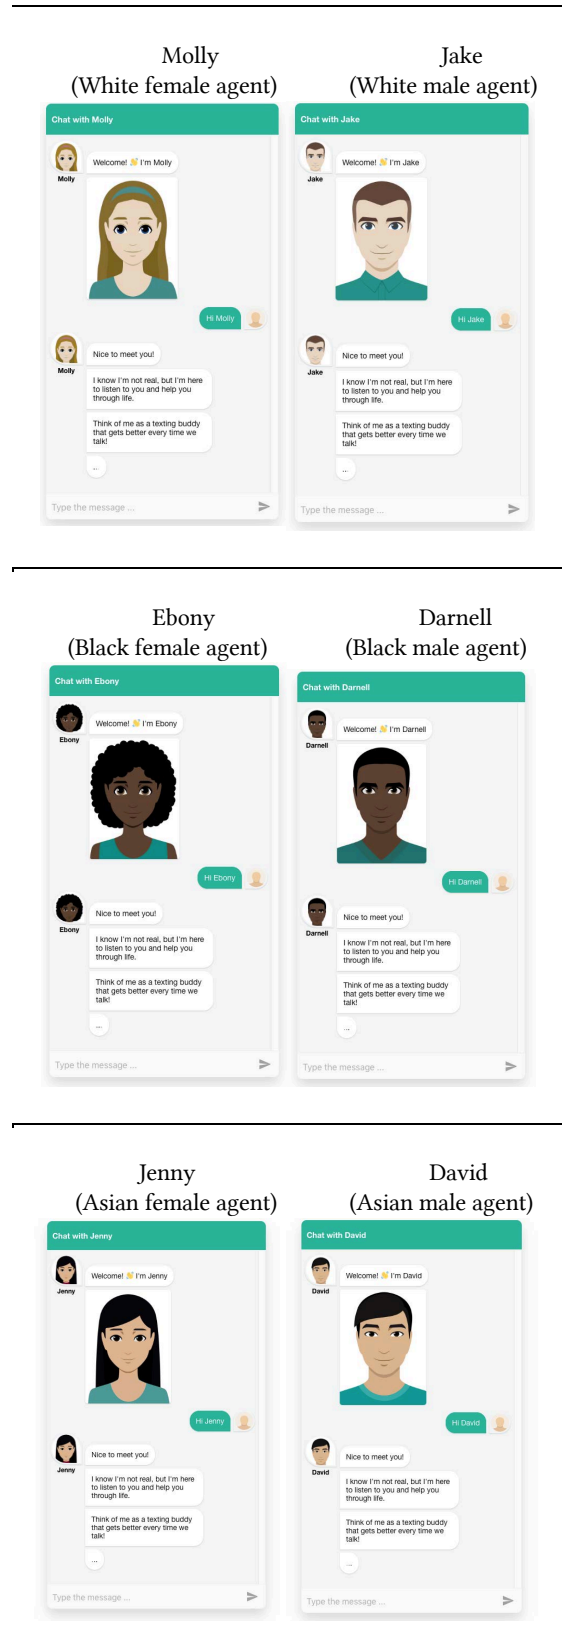 Molly
(White female agent)
Jake
(White male agent)
Chat with Molly
Welcome! 👋 I'm Molly
Molly
Hi Molly
Nice to meet you!
Molly
I know I'm not real, but I'm here
to listen to you and help you
through life.
Think of me as a texting buddy
that gets better every time we
talk!
...
Type the message ...
Chat with Jake
Welcome! 👋 I'm Jake
Jake
Hi Jake
Nice to meet you!
Jake
I know I'm not real, but I'm here
to listen to you and help you
through life.
Think of me as a texting buddy
that gets better every time we
talk!
...
Type the message ...
Ebony
(Black female agent)
Darnell
(Black male agent)
Chat with Ebony
Welcome! 👋 I'm Ebony
Ebony
Hi Ebony
Nice to meet you!
Ebony
I know I'm not real, but I'm here
to listen to you and help you
through life.
Think of me as a texting buddy
that gets better every time we
talk!
...
Type the message ...
Chat with Darnell
Welcome! 👋 I'm Darnell
Darnell
Hi Darnell
Nice to meet you!
Darnell
I know I'm not real, but I'm here
to listen to you and help you
through life.
Think of me as a texting buddy
that gets better every time we
talk!
...
Type the message ...
Jenny
(Asian female agent)
David
(Asian male agent)
Chat with Jenny
Welcome! 👋 I'm Jenny
Jenny
Hi Jenny
Nice to meet you!
Jenny
I know I'm not real, but I'm here
to listen to you and help you
through life.
Think of me as a texting buddy
that gets better every time we
talk!
...
Type the message ...
Chat with David
Welcome! 👋 I'm David
David
Hi David
Nice to meet you!
David
I know I'm not real, but I'm here
to listen to you and help you
through life.
Think of me as a texting buddy
that gets better every time we
talk!
...
Type the message ...